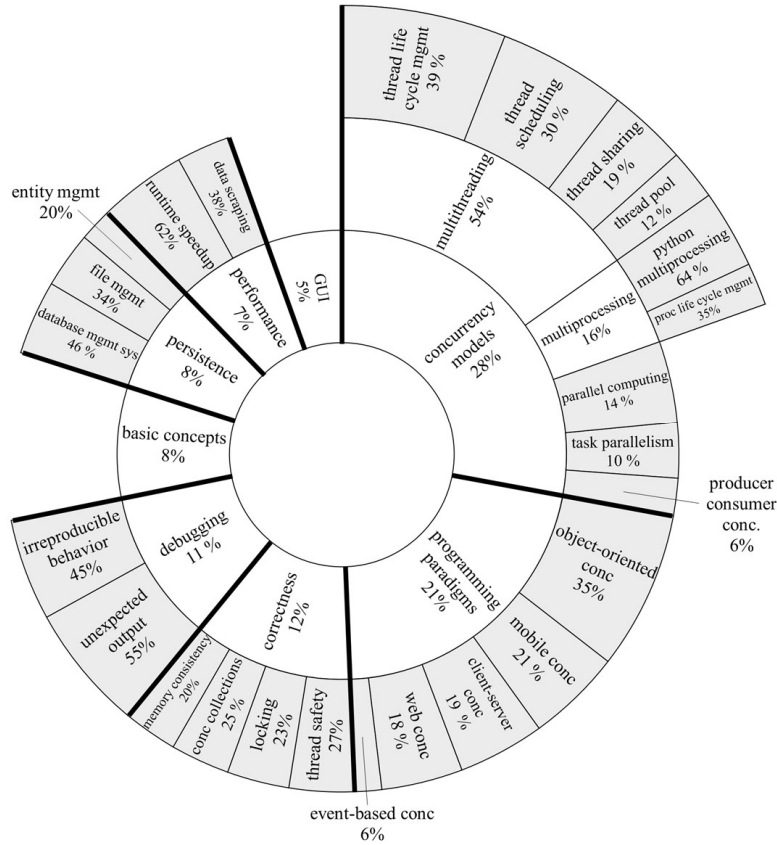 thread life
cycle mgmt
39 %
thread
scheduling
30 %
thread sharing
19 %
thread pool
12 %
python
multiprocessing
64 %
proc life cycle mgmt
35%
multithreading
54%
multiprocessing
16%
concurrency
models
28%
parallel computing
14 %
task parallelism
10 %
producer
consumer
conc.
6%
object-oriented
conc
35%
mobile conc
21 %
client-server
conc
19 %
web conc
18 %
event-based conc
6%
programming
paradigms
21%
correctness
12%
thread safety
27%
locking
23%
conc collections
25 %
memory consistency
20%
debugging
11 %
unexpected
output
55%
irreproducible
behavior
45%
basic concepts
8%
persistence
8%
database mgmt sys
46 %
file mgmt
34%
entity mgmt
20%
performance
7%
runtime speedup
62%
data scraping
38%
GUI
5%